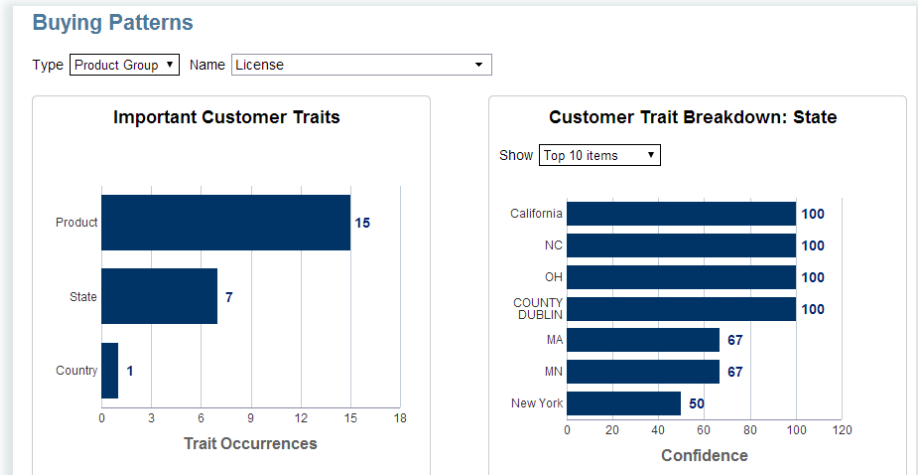 Buying Patterns
Type Product Group Name License
Important Customer Traits
Product 15
State 7
Country 1
0 3 6 9 12 15 18
Trait Occurrences
Customer Trait Breakdown: State
Show Top 10 items
California 100
NC 100
OH 100
COUNTY
DUBLIN 100
MA 67
MN 67
New York 50
0 20 40 60 80 100 120
Confidence